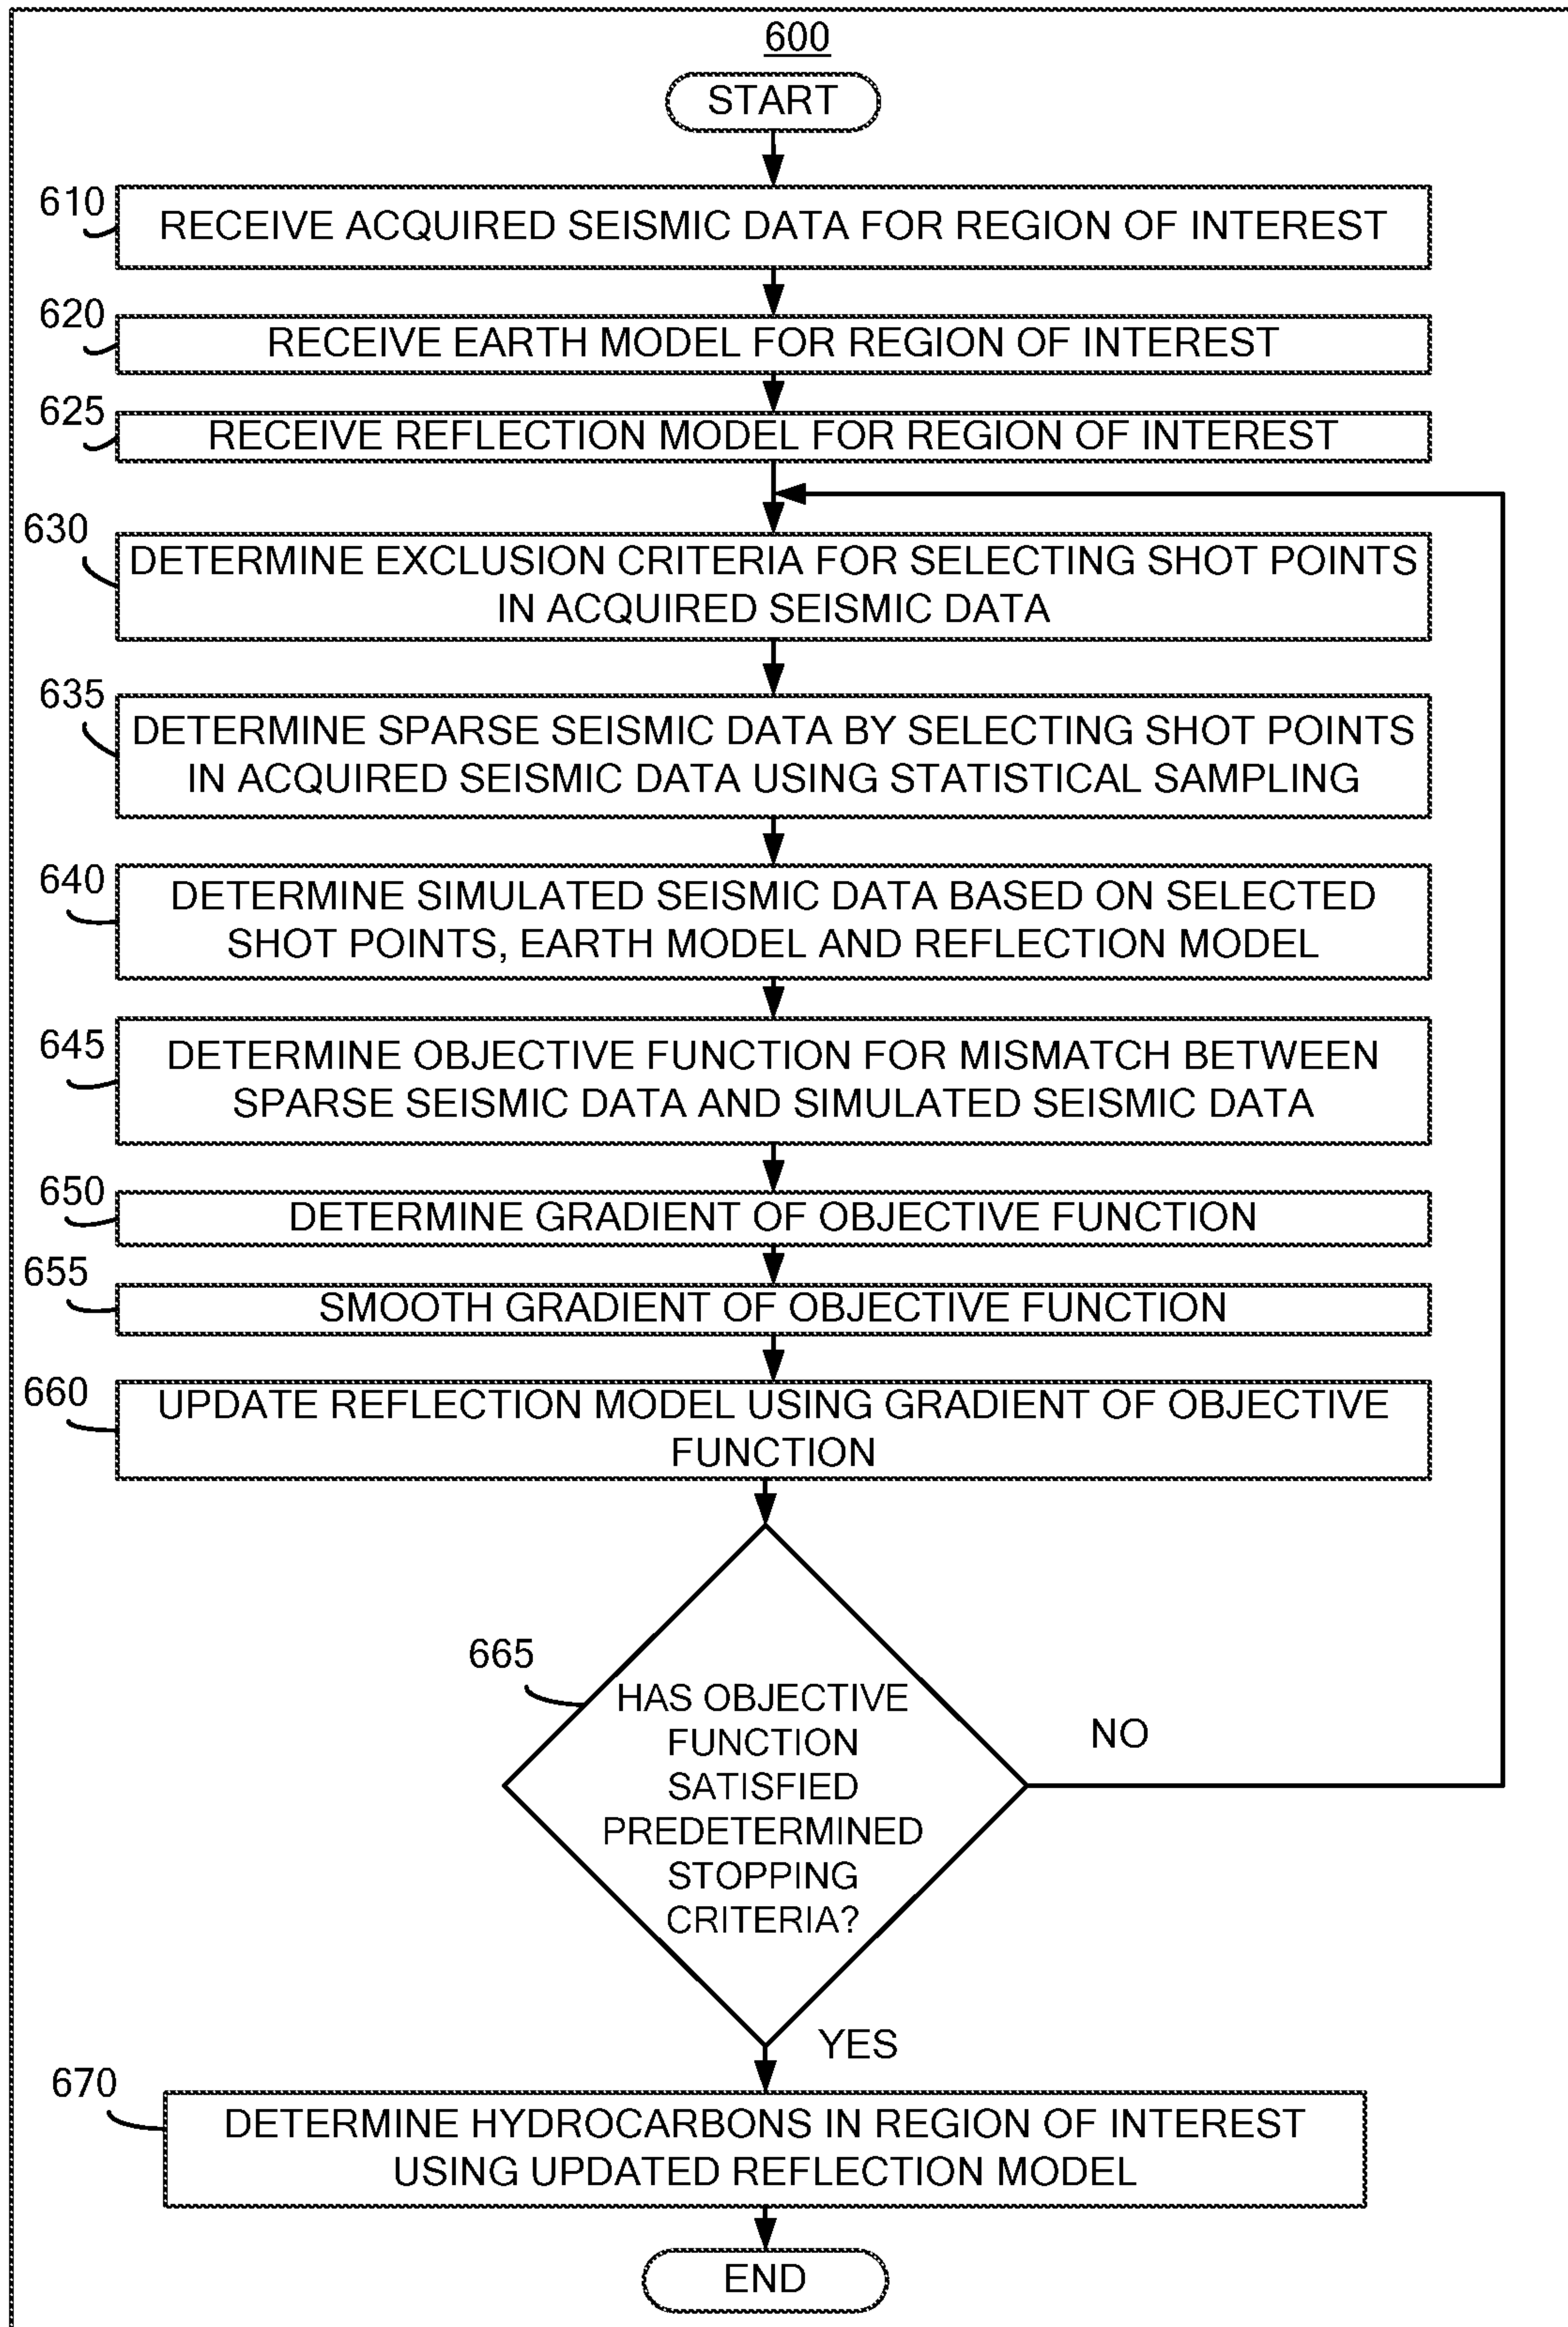 600
START
610
RECEIVE ACQUIRED SEISMIC DATA FOR REGION OF INTEREST
620
RECEIVE EARTH MODEL FOR REGION OF INTEREST
625
RECEIVE REFLECTION MODEL FOR REGION OF INTEREST
630
DETERMINE EXCLUSION CRITERIA FOR SELECTING SHOT POINTS
IN ACQUIRED SEISMIC DATA
635
DETERMINE SPARSE SEISMIC DATA BY SELECTING SHOT POINTS
IN ACQUIRED SEISMIC DATA USING STATISTICAL SAMPLING
640
DETERMINE SIMULATED SEISMIC DATA BASED ON SELECTED
SHOT POINTS, EARTH MODEL AND REFLECTION MODEL
645
DETERMINE OBJECTIVE FUNCTION FOR MISMATCH BETWEEN
SPARSE SEISMIC DATA AND SIMULATED SEISMIC DATA
650
DETERMINE GRADIENT OF OBJECTIVE FUNCTION
655
SMOOTH GRADIENT OF OBJECTIVE FUNCTION
660
UPDATE REFLECTION MODEL USING GRADIENT OF OBJECTIVE
FUNCTION
665
HAS OBJECTIVE
FUNCTION
SATISFIED
PREDETERMINED
STOPPING
CRITERIA?
NO
YES
670
DETERMINE HYDROCARBONS IN REGION OF INTEREST
USING UPDATED REFLECTION MODEL
END